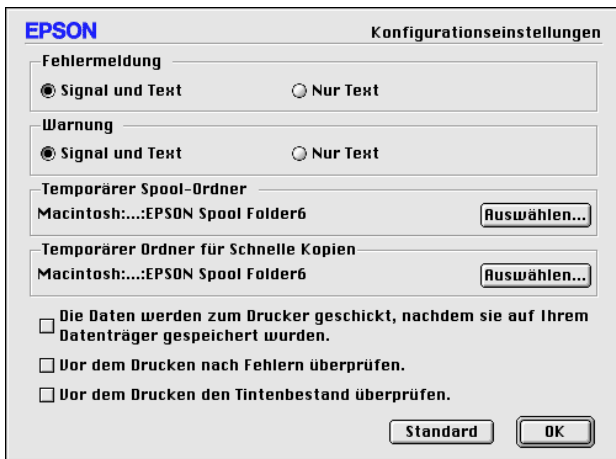 EPSON Konfigurationseinstellungen
Fehlermeldung
Signal und Text Nur Text
Warnung
Signal und Text Nur Text
Temporärer Spool-Ordner
Macintosh:...:EPSON Spool Folder6 Auswählen...
Temporärer Ordner für Schnelle Kopien
Macintosh:...:EPSON Spool Folder6 Auswählen...
Die Daten werden zum Drucker geschickt, nachdem sie auf Ihrem
Datenträger gespeichert wurden.
Vor dem Drucken nach Fehlern überprüfen.
Vor dem Drucken den Tintenbestand überprüfen.
Standard OK